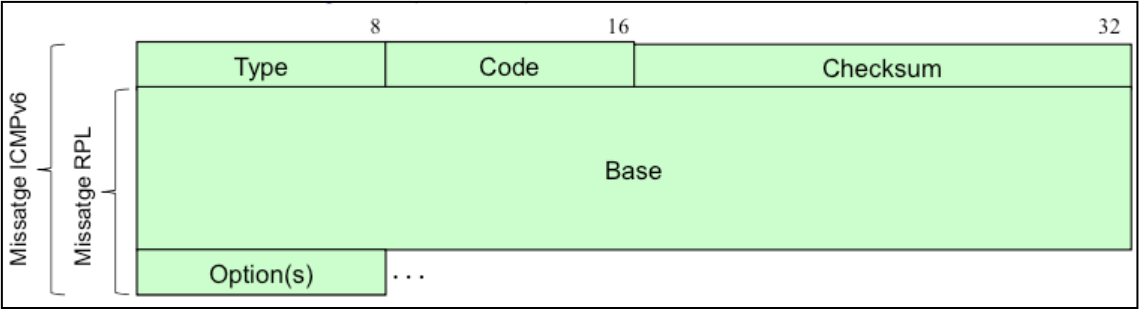 8 16 32
Type Code Checksum
Missatge ICMPv6
Missatge RPL
Base
Option(s) ...